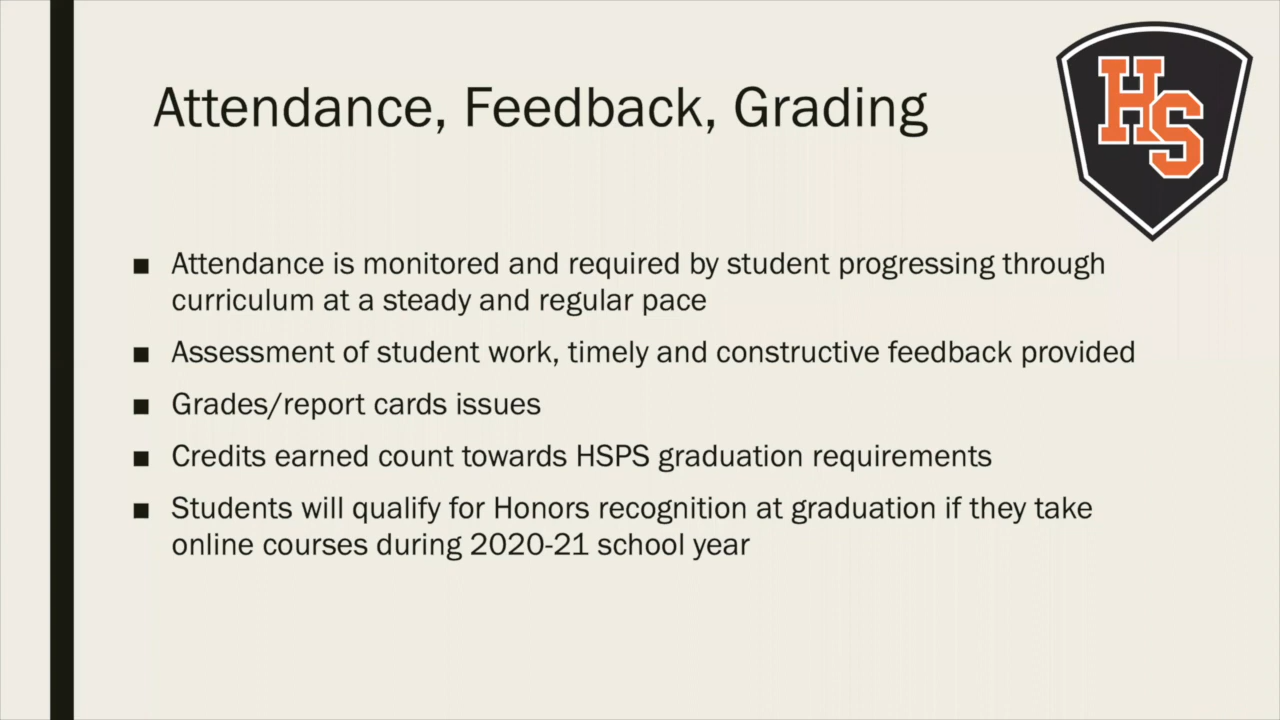 Attendance, Feedback, Grading
HS
■ Attendance is monitored and required by student progressing through
curriculum at a steady and regular pace
■ Assessment of student work, timely and constructive feedback provided
■ Grades/report cards issues
■ Credits earned count towards HSPS graduation requirements
■ Students will qualify for Honors recognition at graduation if they take
online courses during 2020-21 school year